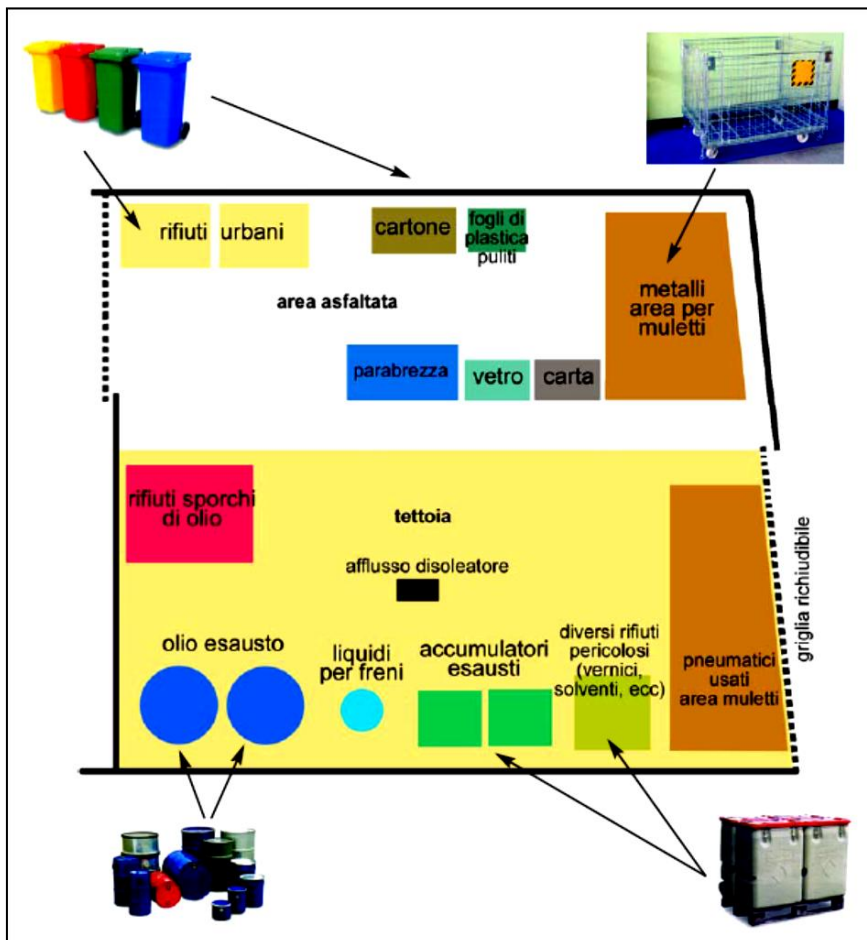 rifiuti urbani
cartone
fogli di
plastica
puliti
metalli
area per
muletti
area asfaltata
parabrezza
vetro
carta
rifiuti sporchi
di olio
tettoia
griglia richiudibile
afflusso disoleatore
olio esausto
liquidi
per freni
accumulatori
esausti
diversi rifiuti
pericolosi
(vernici,
solventi, ecc)
pneumatici
usati
area muletti